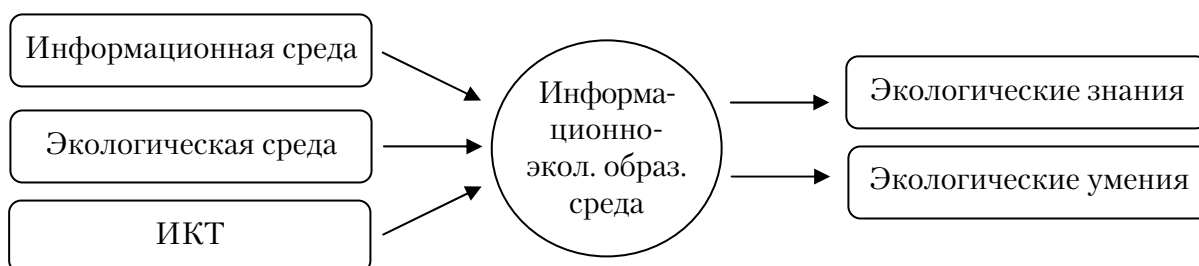 Информационная среда
Экологическая среда
ИКТ
Информа-
ционно-
экол. образ.
среда
Экологические знания
Экологические умения